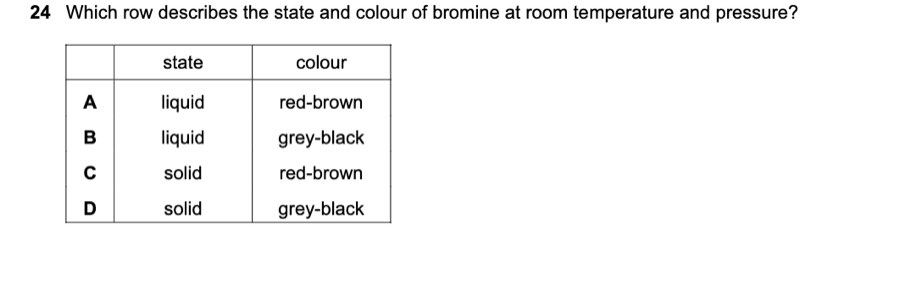 24 Which row describes the state and colour of bromine at room temperature and pressure?
state colour
A liquid red-brown
B liquid grey-black
C solid red-brown
D solid grey-black